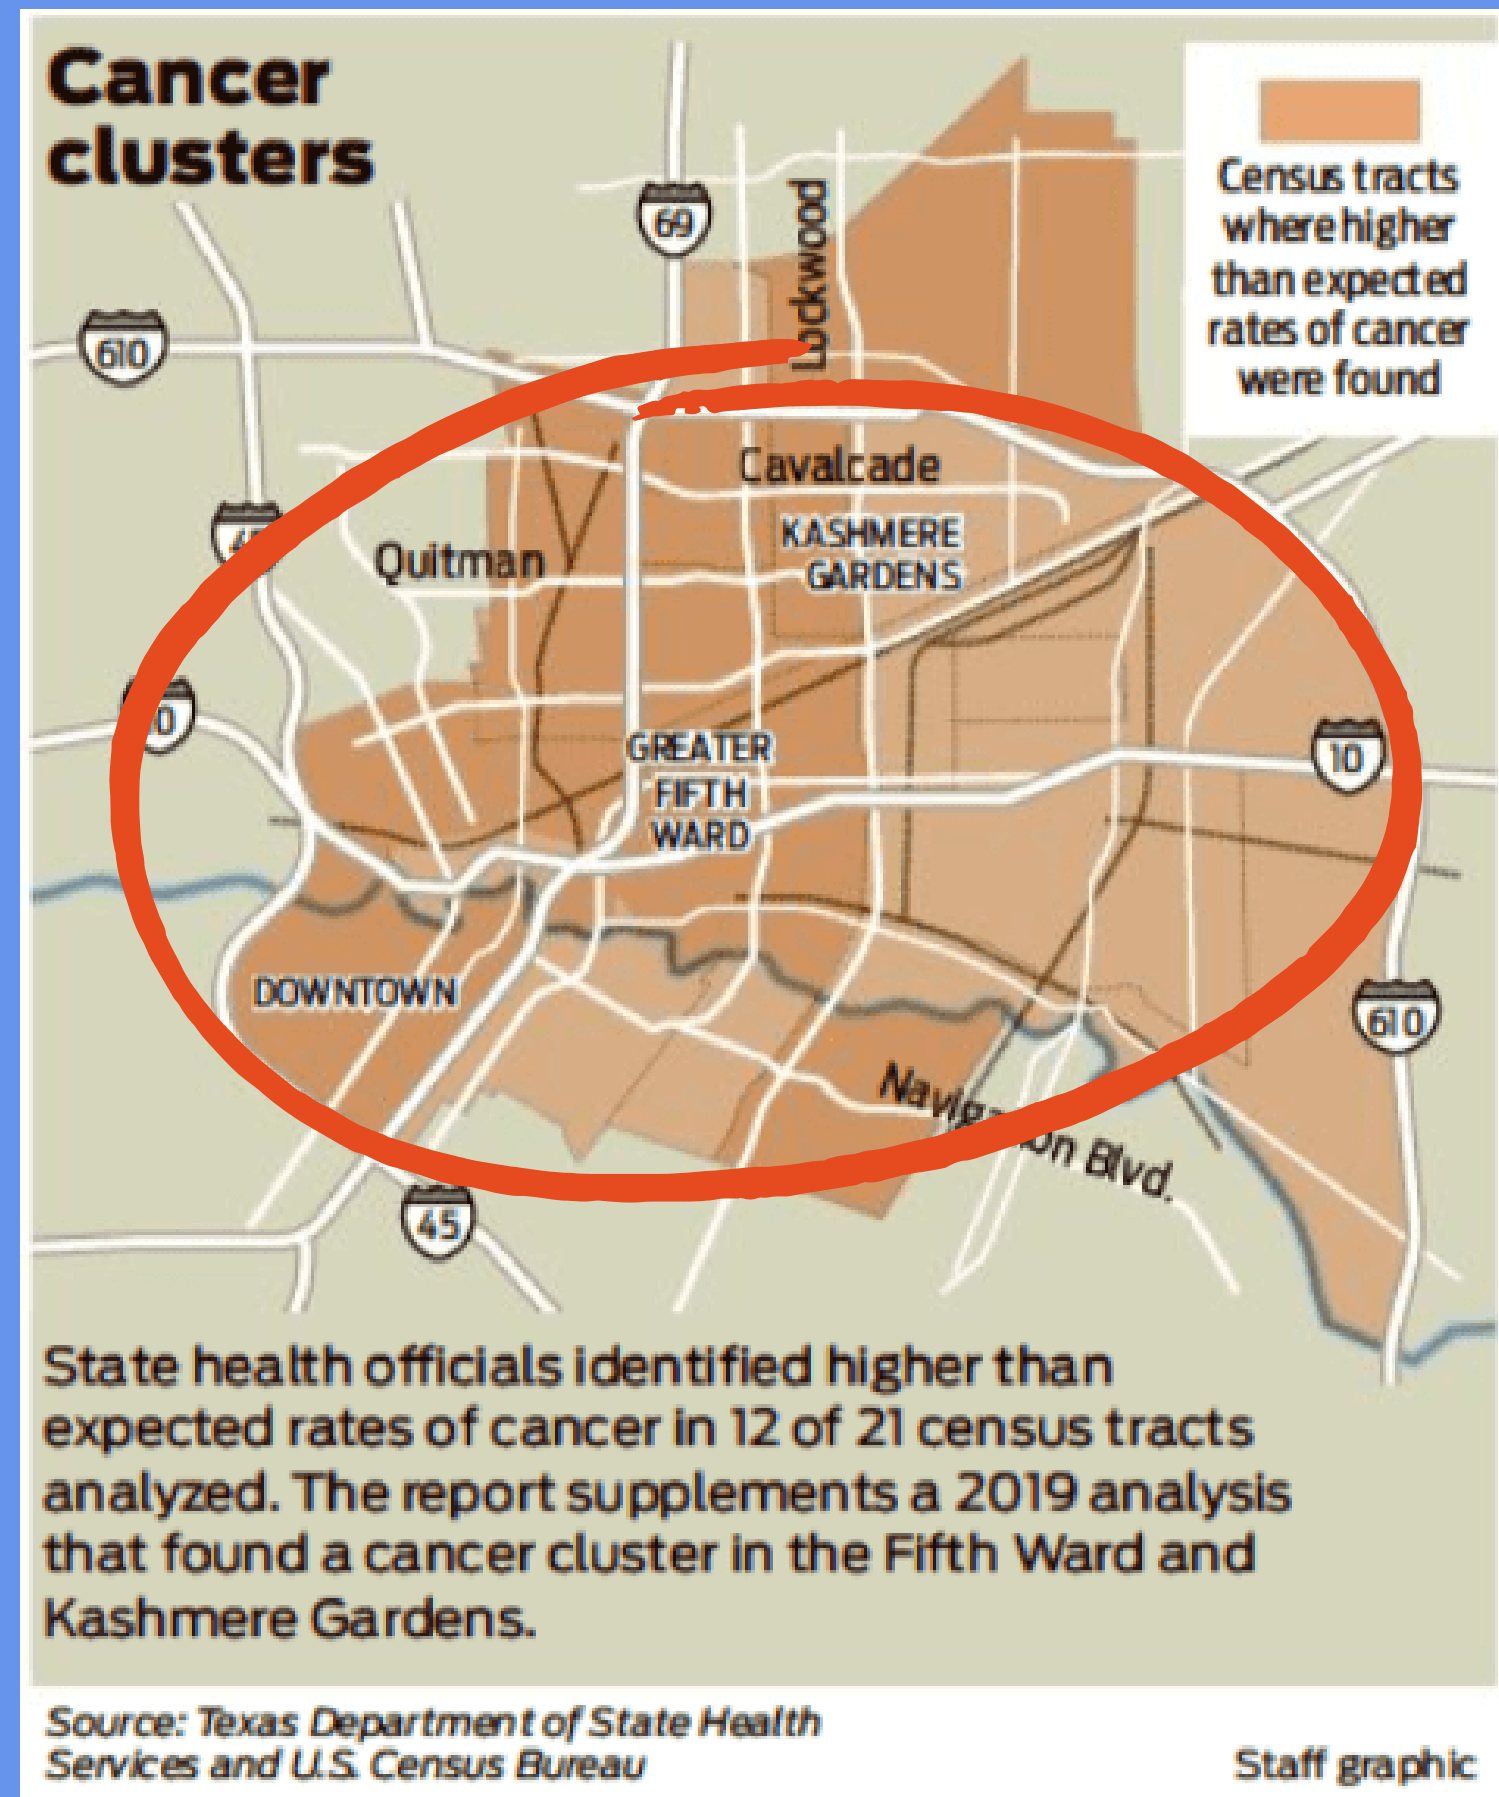 Cancer
clusters
69
Lockwood
610
Census tracts
where higher
than expected
rates of cancer
were found
Cavalcade
KASHMERE
GARDENS
Quitman
GREATER
FIFTH
WARD
10
DOWNTOWN
610
Blvd.
45
State health officials identified higher than
expected rates of cancer in 12 of 21 census tracts
analyzed. The report supplements a 2019 analysis
that found a cancer cluster in the Fifth Ward and
Kashmere Gardens.
Source: Texas Department of State Health
Services and U.S. Census Bureau
Staff graphic